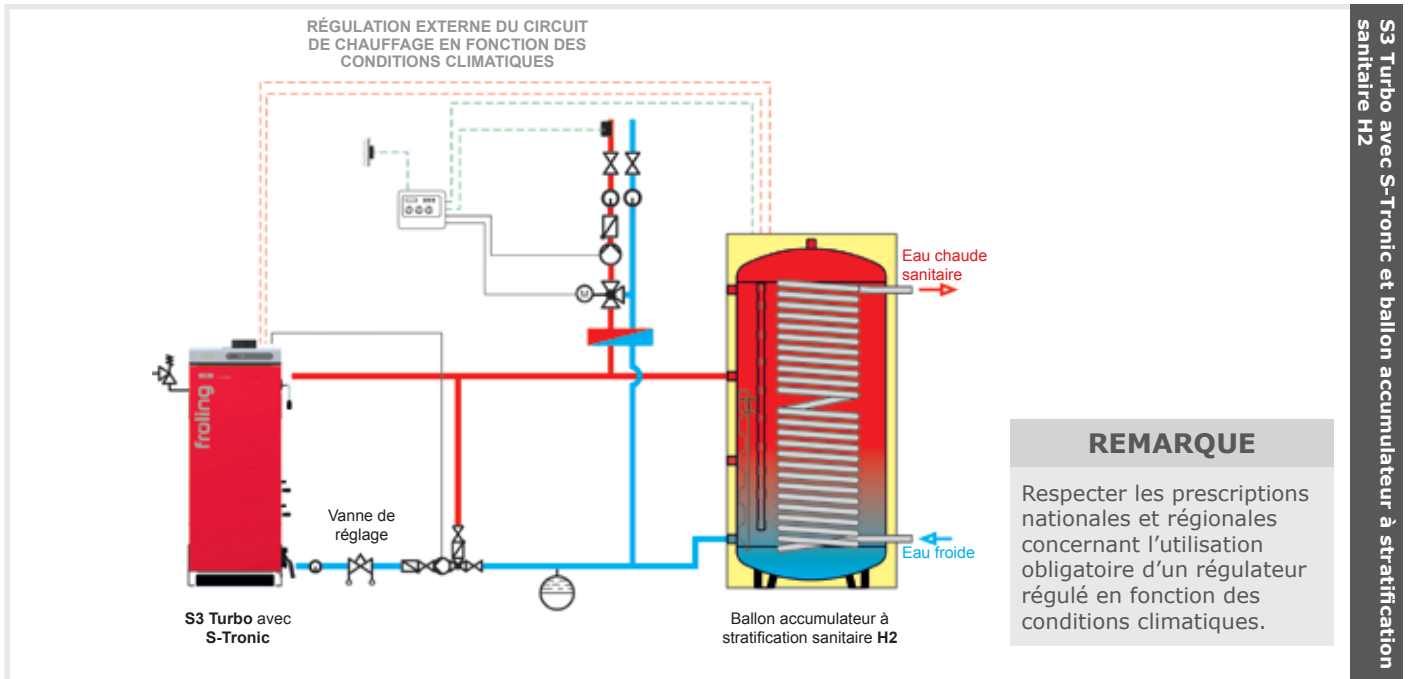 RÉGULATION EXTERNE DU CIRCUIT
DE CHAUFFAGE EN FONCTION DES
CONDITIONS CLIMATIQUES
M
Eau chaude
sanitaire
froling
Vanne de
réglage
Eau froide
S3 Turbo avec
S-Tronic
Ballon accumulateur à
stratification sanitaire H2
REMARQUE
Respecter les prescriptions
nationales et régionales
concernant l’utilisation
obligatoire d’un régulateur
régulé en fonction des
conditions climatiques.
S3 Turbo avec S-Tronic et ballon accumulateur à stratification
sanitaire H2